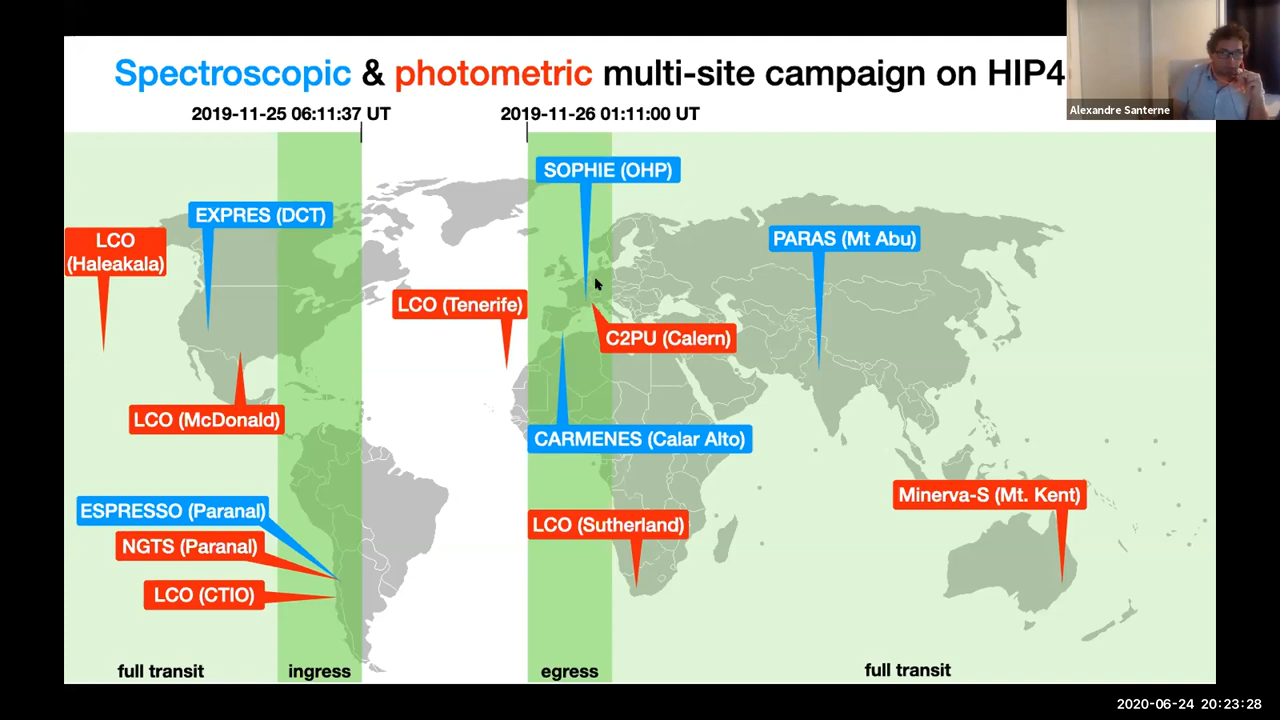 Spectroscopic & photometric multi-site campaign on HIP4
Alexandre Santerne
2019-11-25 06:11:37 UT
2019-11-26 01:11:00 UT
SOPHIE (OHP)
EXPRES (DCT)
LCO
(Haleakala)
PARAS (Mt Abu)
LCO (Tenerife)
C2PU (Calern)
LCO (McDonald)
CARMENES (Calar Alto)
Minerva-S (Mt. Kent)
ESPRESSO (Paranal)
LCO (Sutherland)
NGTS (Paranal)
LCO (CTIO)
full transit
ingress
egress
full transit
2020-06-24 20:23:28